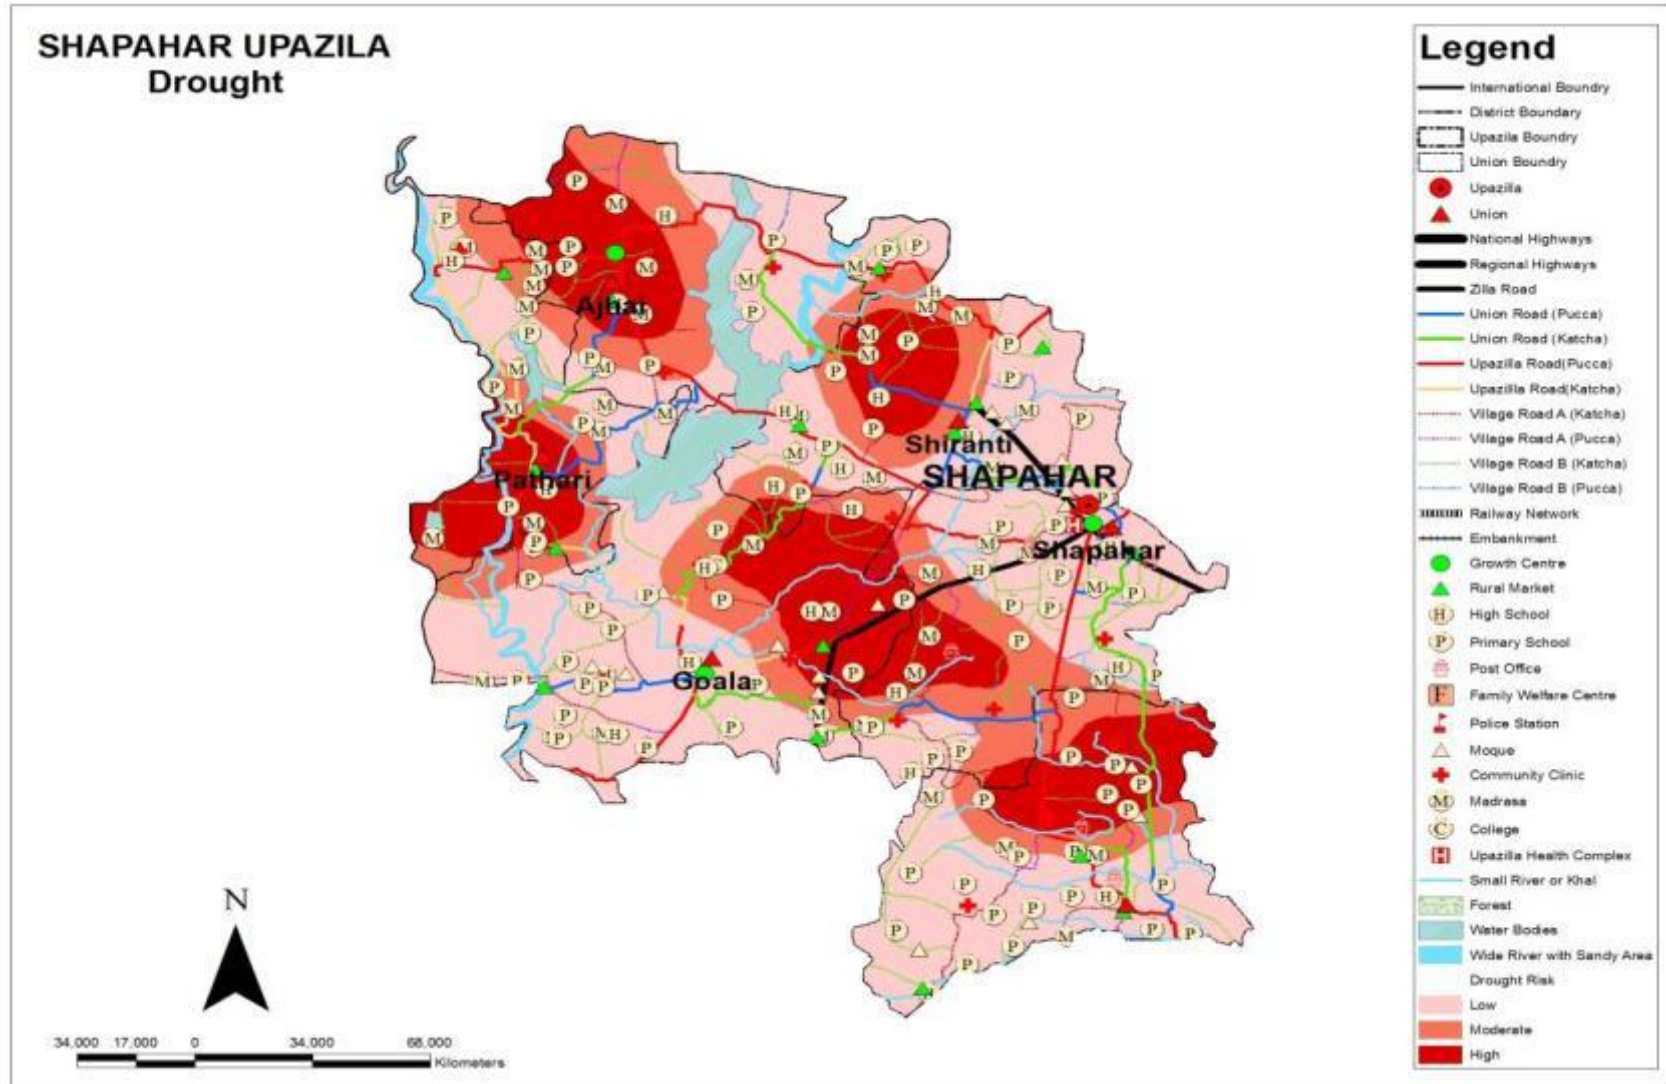 SHAPAHAR UPAZILA
Drought
Ajhai
Pathari
Shiranti
SHAPAHAR
Shapahar
Goala
N
34,000 17,000 0 34,000 68,000
Kilometers
Legend
International Boundry
District Boundary
Upazila Boundry
Union Boundry
Upazilla
Union
National Highways
Regional Highways
Zilla Road
Union Road (Pucca)
Union Road (Katcha)
Upazilla Road(Pucca)
Upazilla Road(Katcha)
Village Road A (Katcha)
Village Road A (Pucca)
Village Road B (Katcha)
Village Road B (Pucca)
Railway Network
Embankment
Growth Centre
Rural Market
H High School
P Primary School
Post Office
F Family Welfare Centre
Police Station
Moque
Community Clinic
M Madrasa
C College
H Upazilla Health Complex
Small River or Khal
Forest
Water Bodies
Wide River with Sandy Area
Drought Risk
Low
Moderate
High